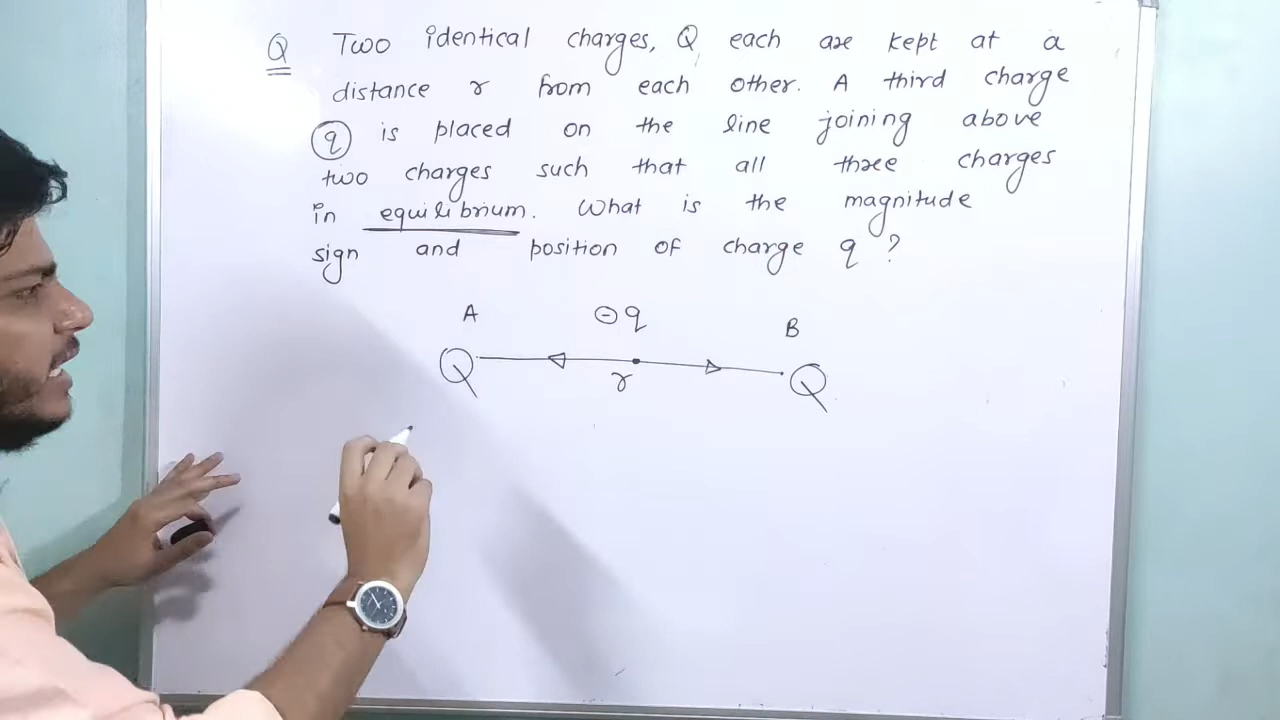 Q Two identical charges, Q each are kept at a
distance r from each other. A third charge
q is placed on the line joining above
two charges such that all three charges
in equilibrium. What is the magnitude
sign and position of charge q ?
A ⊖ q B
Q r Q